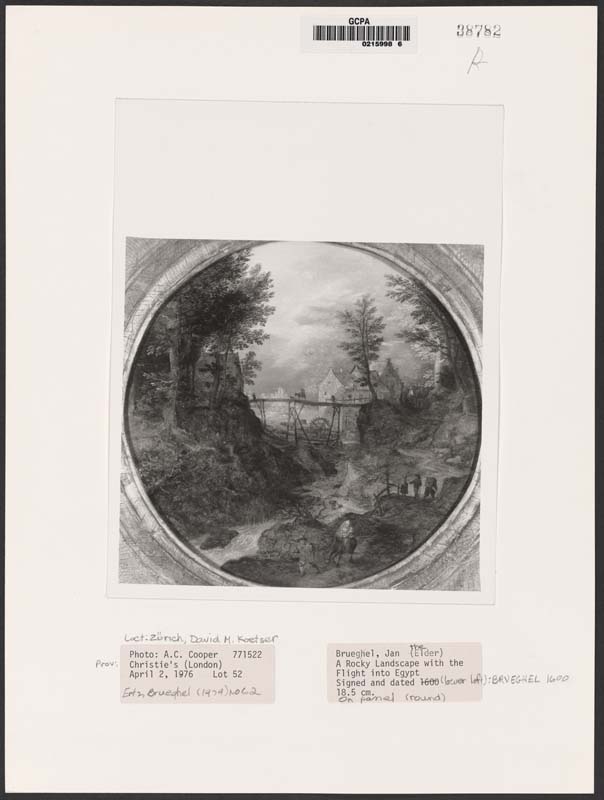 GCPA
0215998 6
38782
R
Loct: Zürich, David M. Koetser
Prov:
Photo: A.C. Cooper 771522
Christie's (London)
April 2, 1976 Lot 52
Ertz, Brueghel (1979) No 62
Brueghel, Jan the Elder)
A Rocky Landscape with the
Flight into Egypt
Signed and dated 1600 (lower left): BRVEGHEL 1600
18.5 cm.
on panel (round)